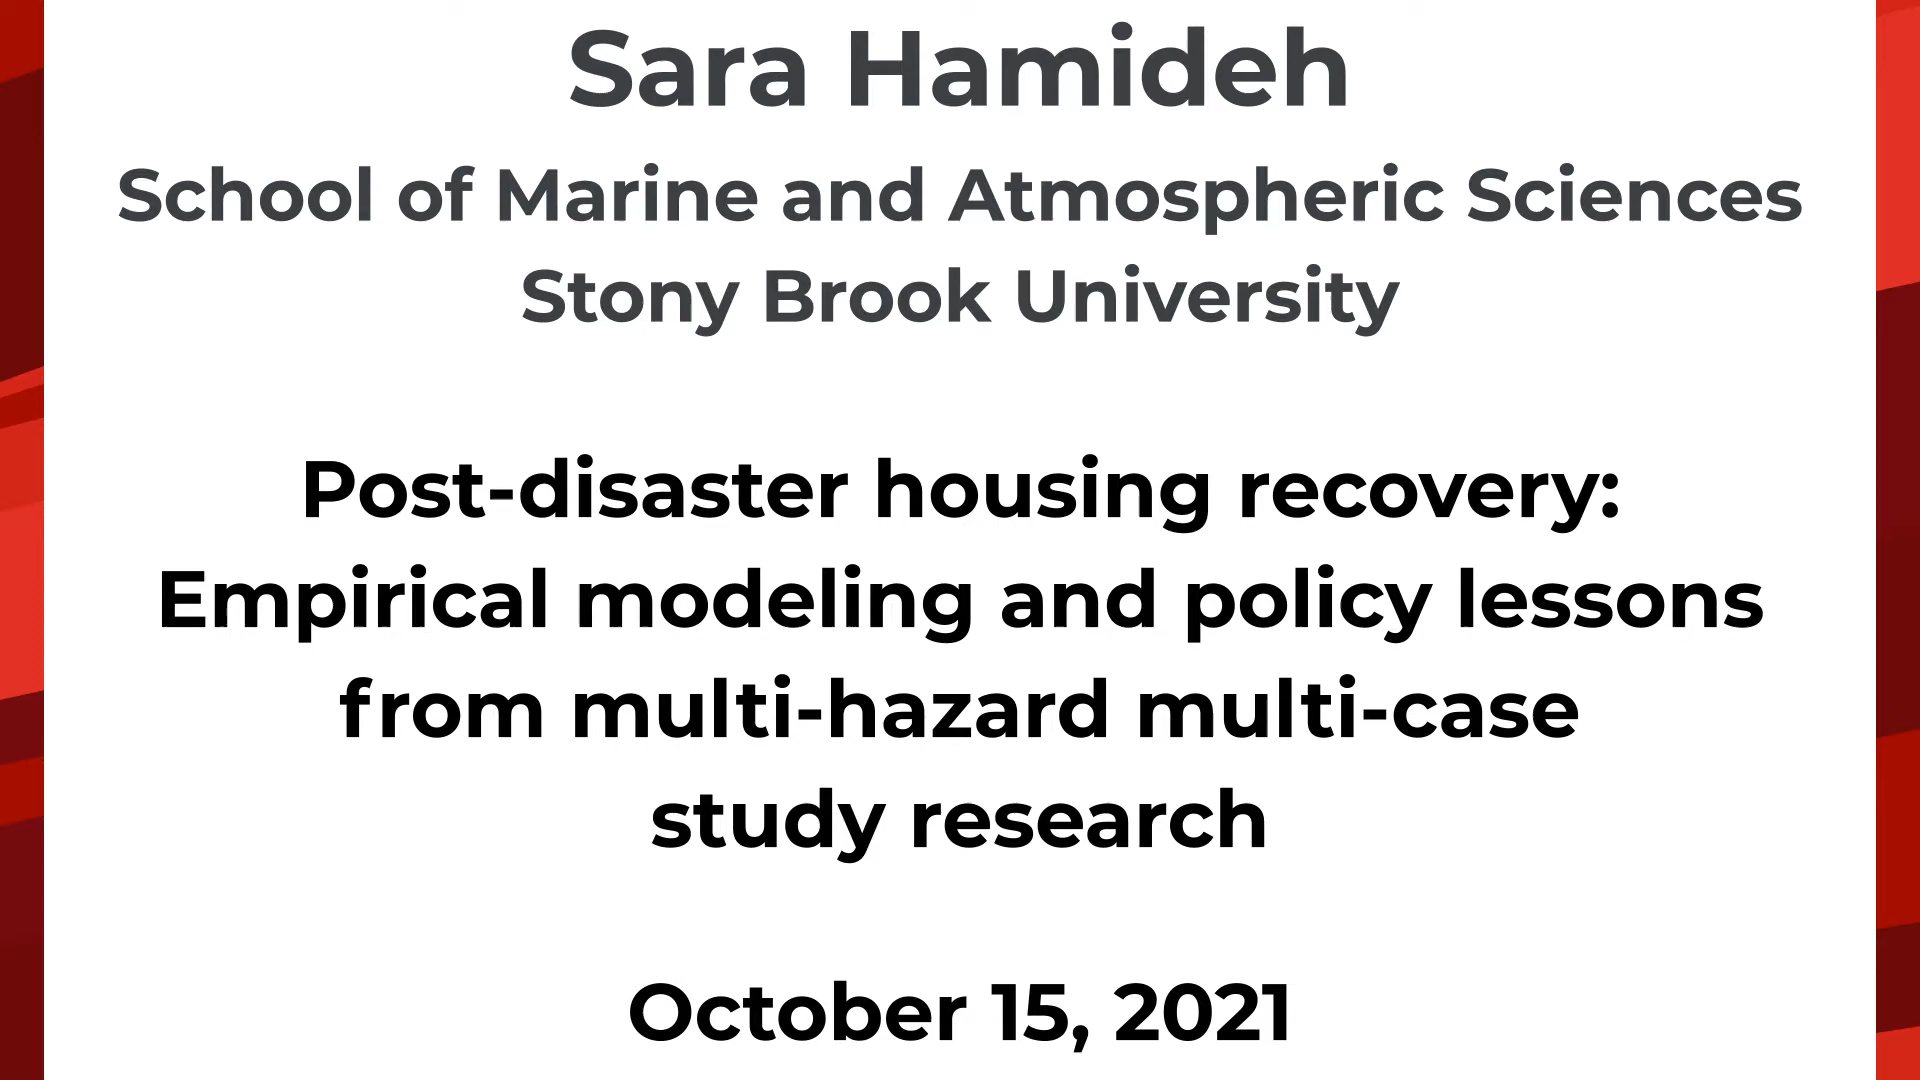 Sara Hamideh
School of Marine and Atmospheric Sciences
Stony Brook University
Post-disaster housing recovery:
Empirical modeling and policy lessons
from multi-hazard multi-case
study research
October 15, 2021